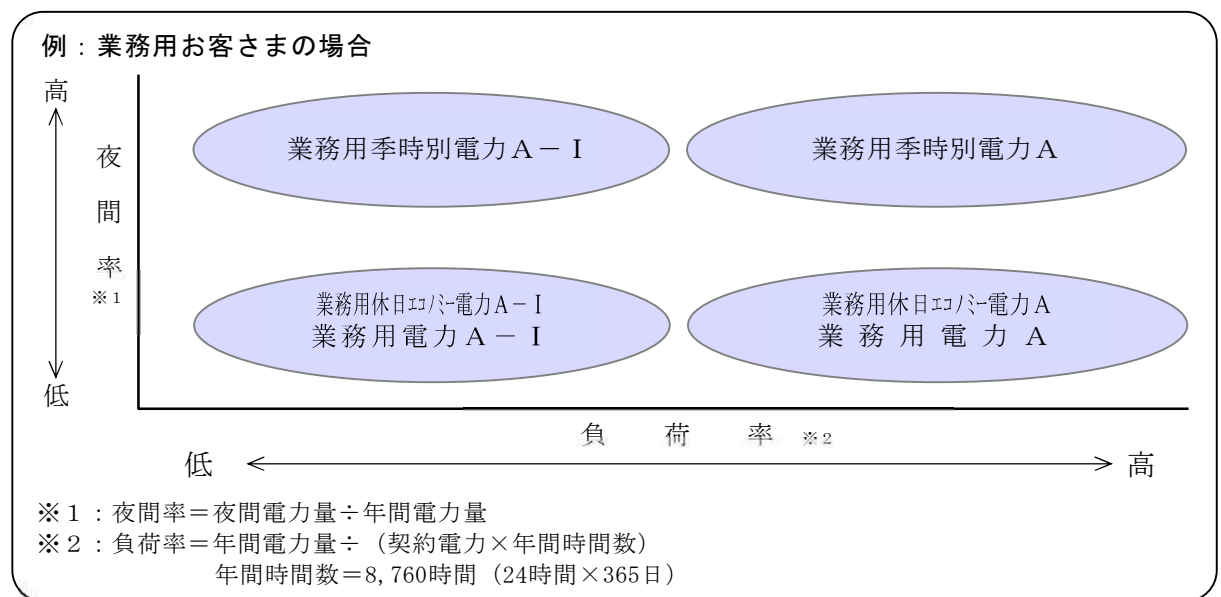 例：業務用お客さまの場合
高
夜間率
※1
低
業務用季時別電力A－I
業務用季時別電力A
業務用休日エコノミー電力A－I
業務用電力A－I
業務用休日エコノミー電力A
業務用電力A
負荷率 ※2
低
高
※1：夜間率＝夜間電力量÷年間電力量
※2：負荷率＝年間電力量÷（契約電力×年間時間数）
年間時間数＝8,760時間（24時間×365日）